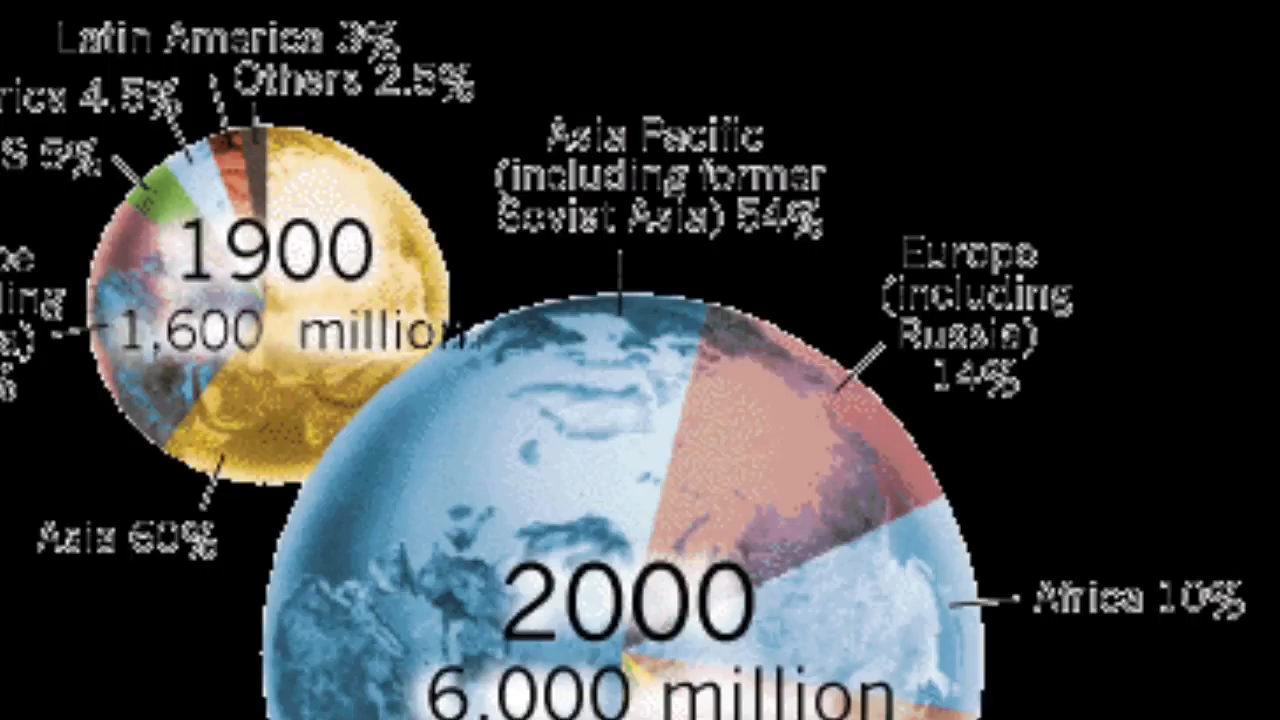 Latin America 3%
Others 2.5%
rica 4.5%
S 5%
1900
1,600 million
Asia 60%
Asia Pacific
(including former
Soviet Asia) 54%
Europe
(including
Russia)
14%
Africa 10%
2000
6,000 million